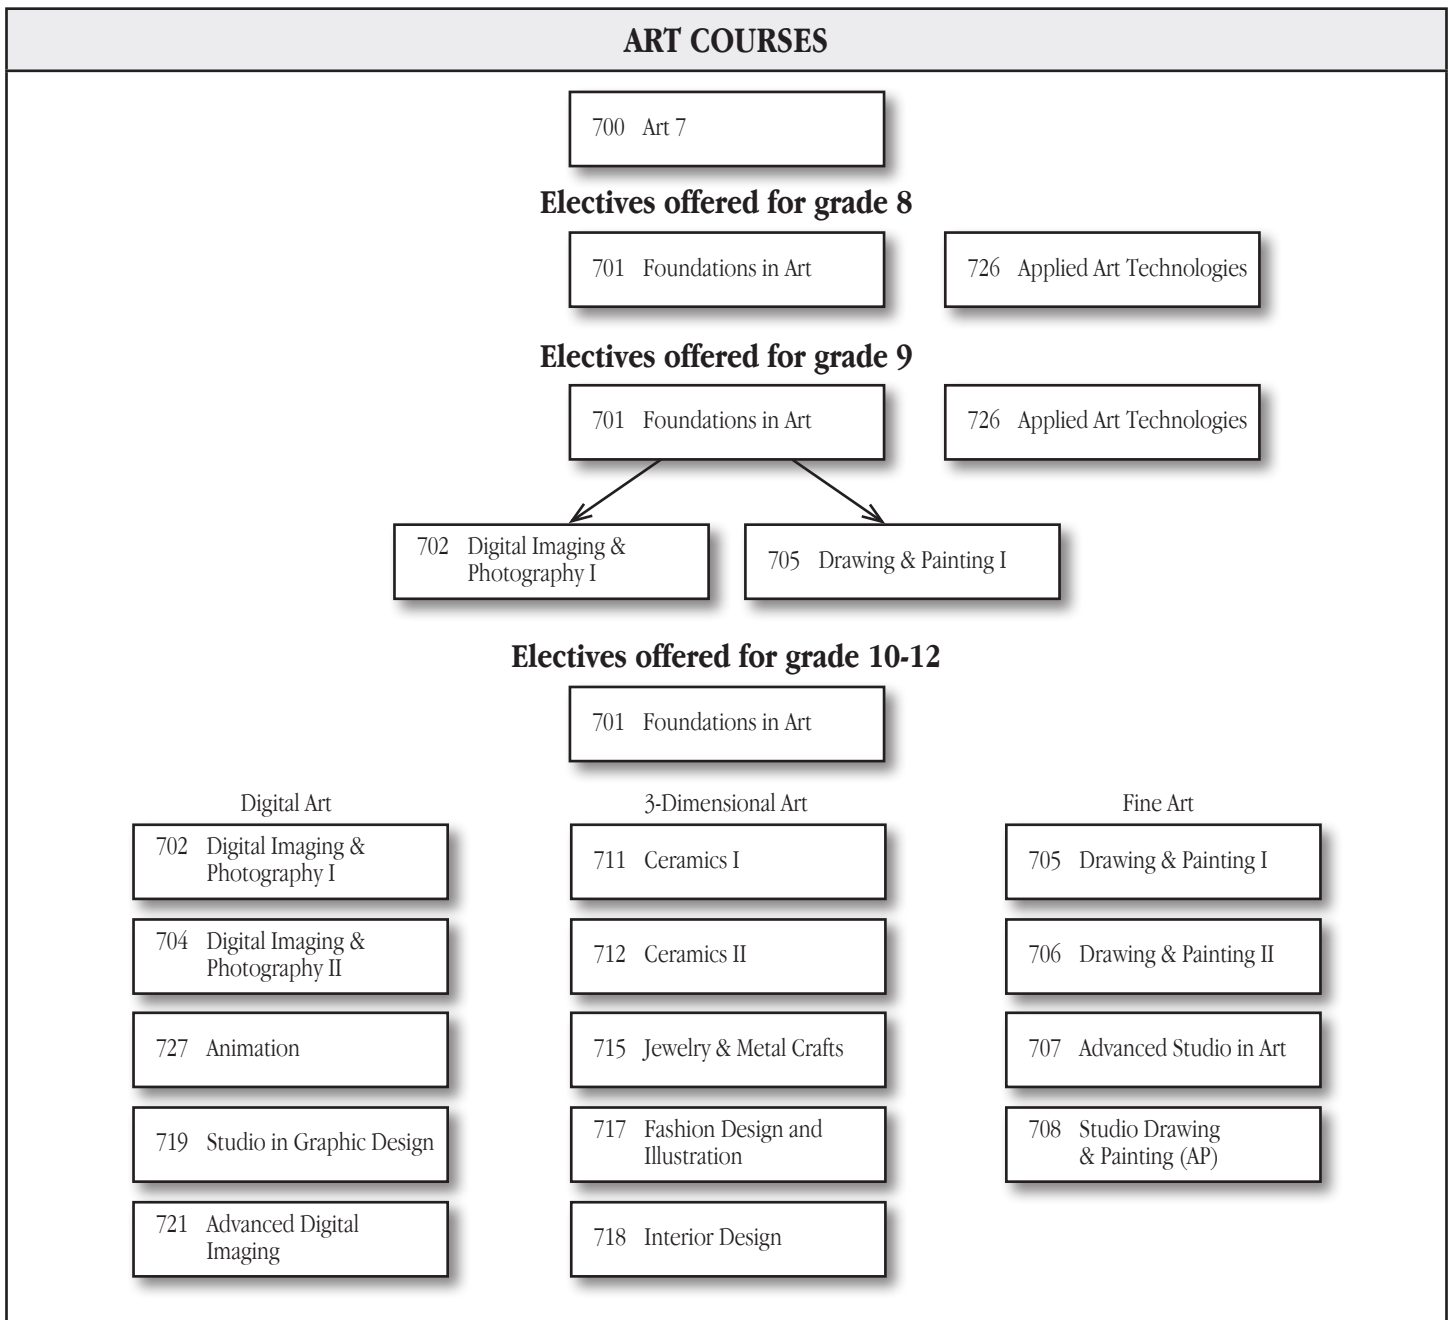 ART COURSES
700 Art 7
Electives offered for grade 8
701 Foundations in Art
726 Applied Art Technologies
Electives offered for grade 9
701 Foundations in Art
726 Applied Art Technologies
702 Digital Imaging &
Photography I
705 Drawing & Painting I
Electives offered for grade 10-12
701 Foundations in Art
Digital Art
702 Digital Imaging &
Photography I
704 Digital Imaging &
Photography II
727 Animation
719 Studio in Graphic Design
721 Advanced Digital
Imaging
3-Dimensional Art
711 Ceramics I
712 Ceramics II
715 Jewelry & Metal Crafts
717 Fashion Design and
Illustration
718 Interior Design
Fine Art
705 Drawing & Painting I
706 Drawing & Painting II
707 Advanced Studio in Art
708 Studio Drawing
& Painting (AP)